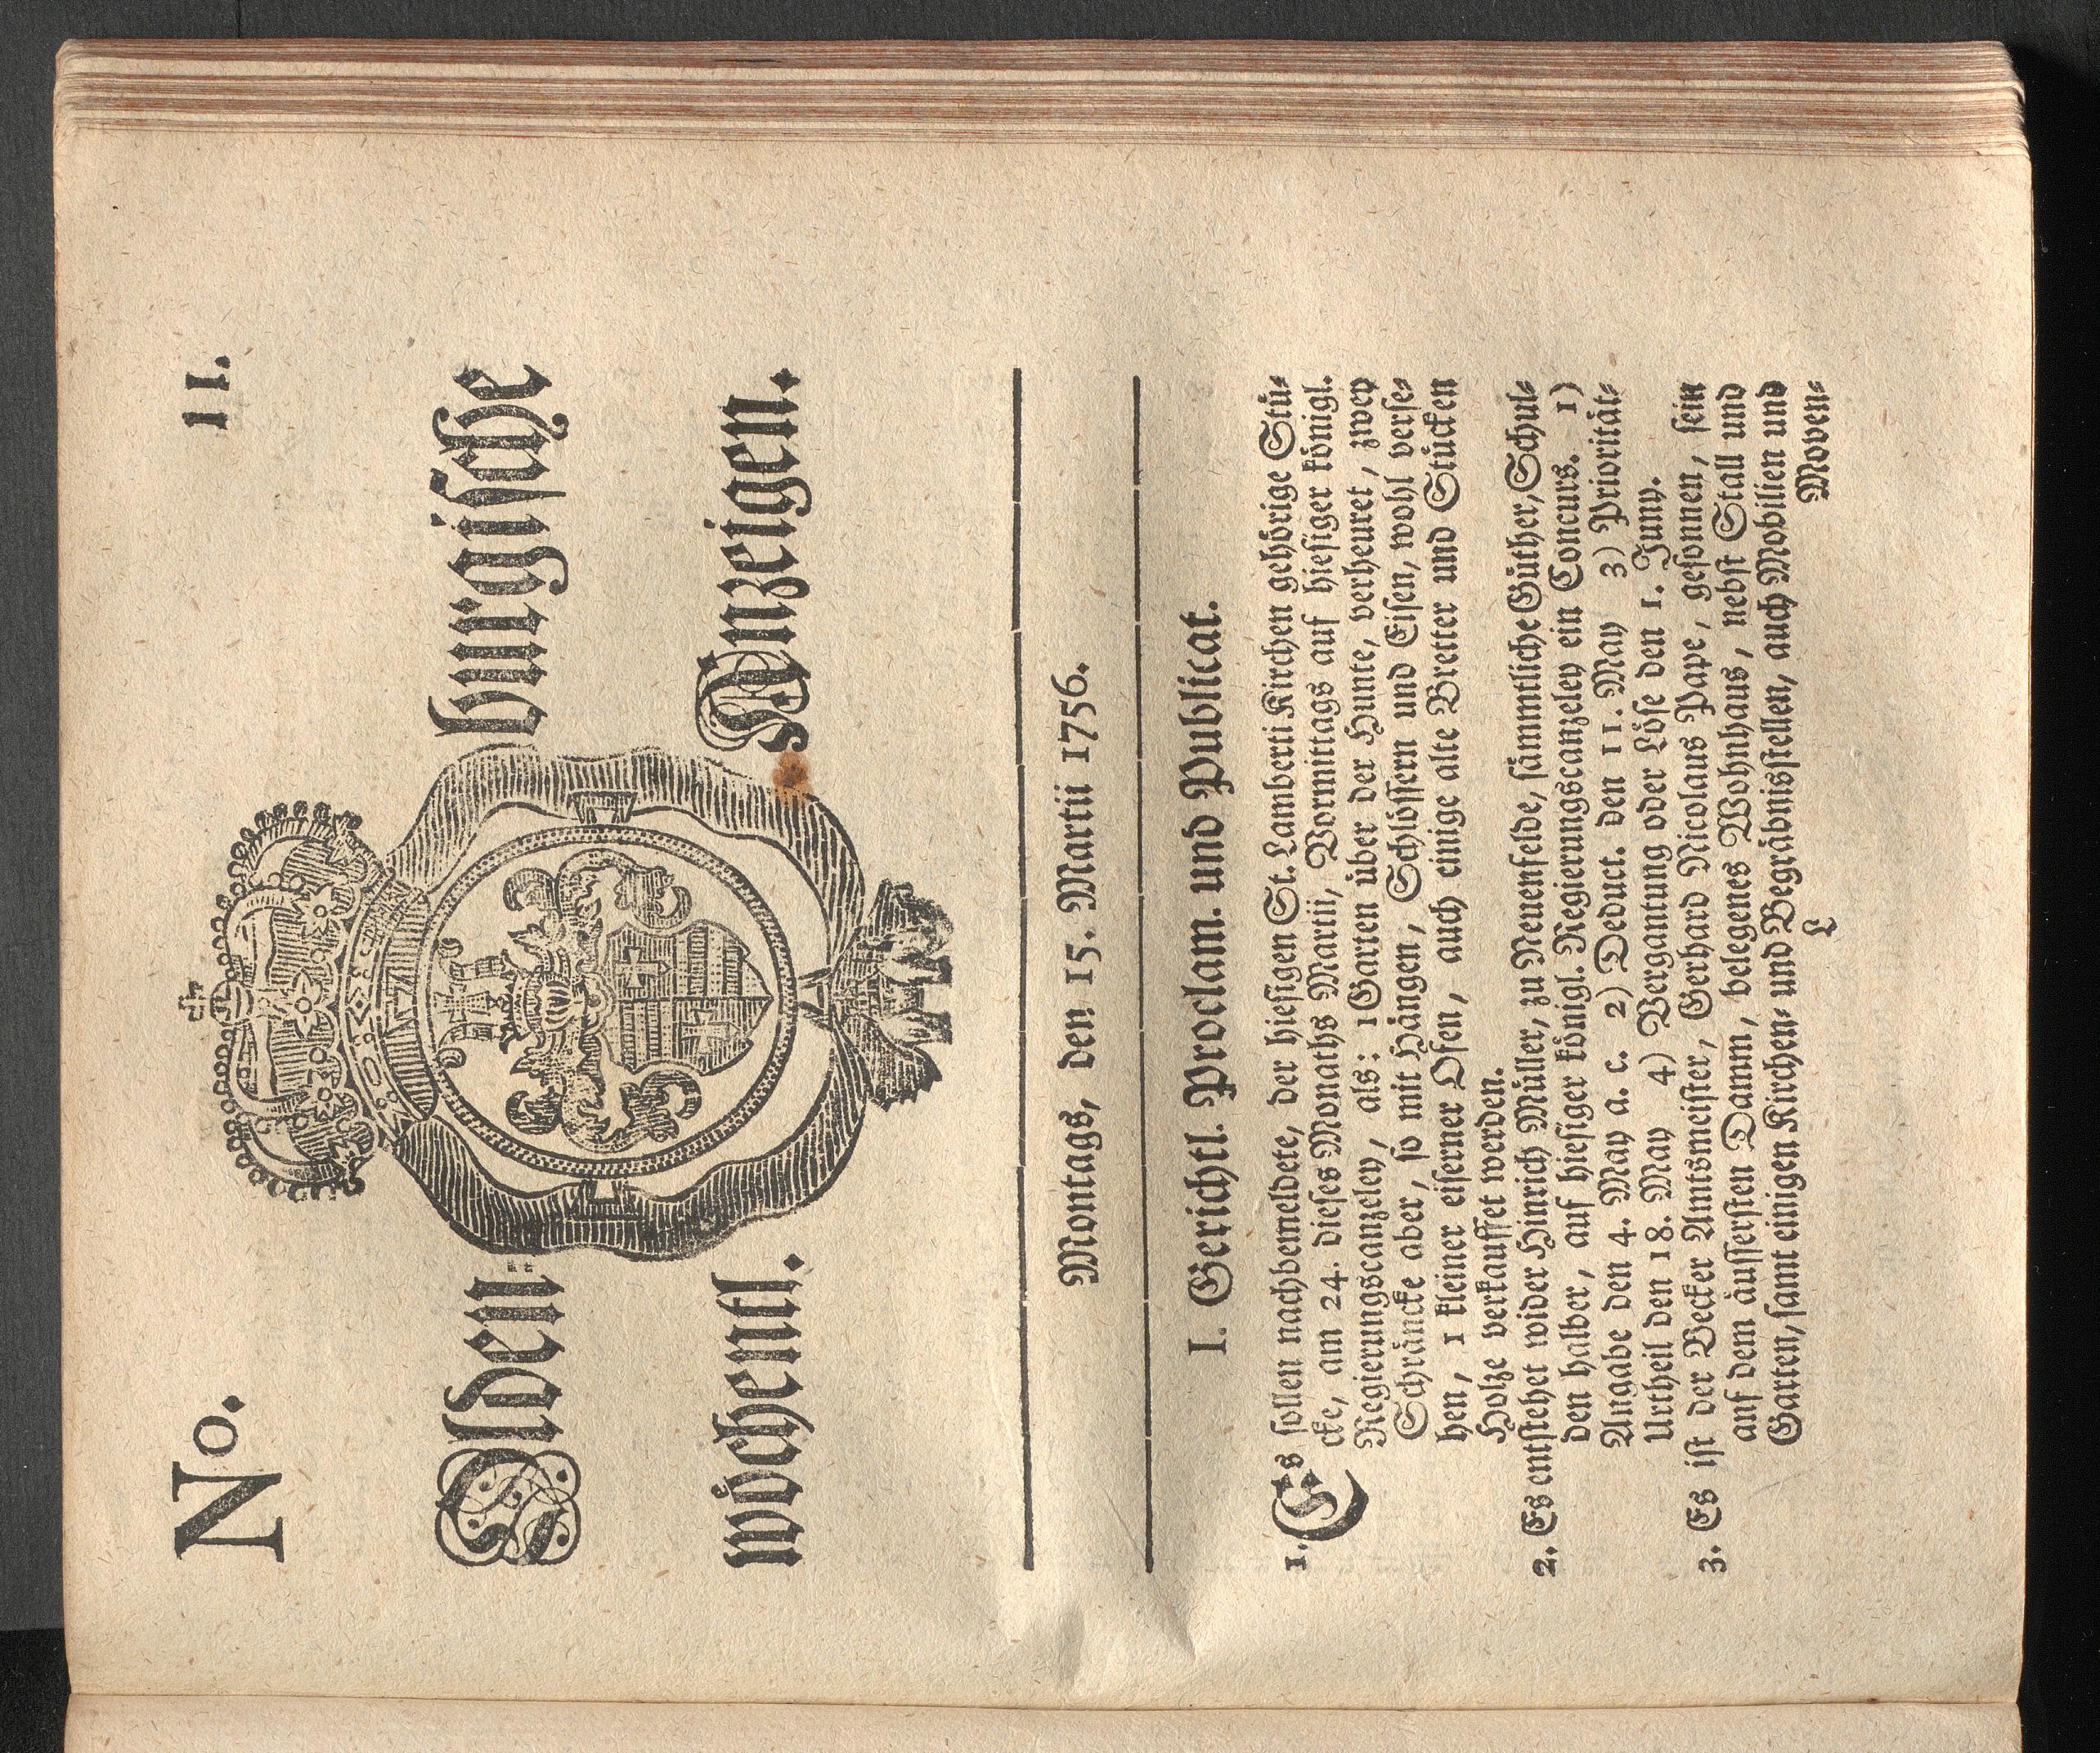 No. 11.
Olden burgische
wöchentl. Anzeigen.
Montags, den 15. Martii 1756.
I. Gerichtl. Proclam. und Publicat.
1. Es sollen nachbemeldete, der hiesigen St. Lamberti Kirchen gehörige Stü-
cke, am 24. dieses Monaths Martii, Vormittags auf hiesiger königl.
Regierungscanzeley, als: 1 Garten über der Hunte, verheuret, zwey
Schräncke aber, so mit Hängen, Schlössern und Eisen, wohl verse-
hen, 1 kleiner eiserner Ofen, auch einige alte Breter und Stücken
Holze verkauffet werden.
2. Es entstehet wider Hinrich Müller, zu Neuenfelde, sämmtliche Güther, Schul-
den halber, auf hiesiger königl. Regierungscanzeley ein Concurs. 1)
Angabe den 4. May a. c. 2) Deduct. den 11. May 3) Priorität-
Urtheil den 18. May 4) Vergantung oder Löse den 1. Juny.
3. Es ist der Becker Amtsmeister, Gerhard Nicolaus Pape, gesonnen, sein
auf dem äussersten Damm, belegenes Wohnhaus, nebst Stall und
Garten, samt einigen Kirchen- und Begräbnisstellen, auch Mobilien und
L Moven-